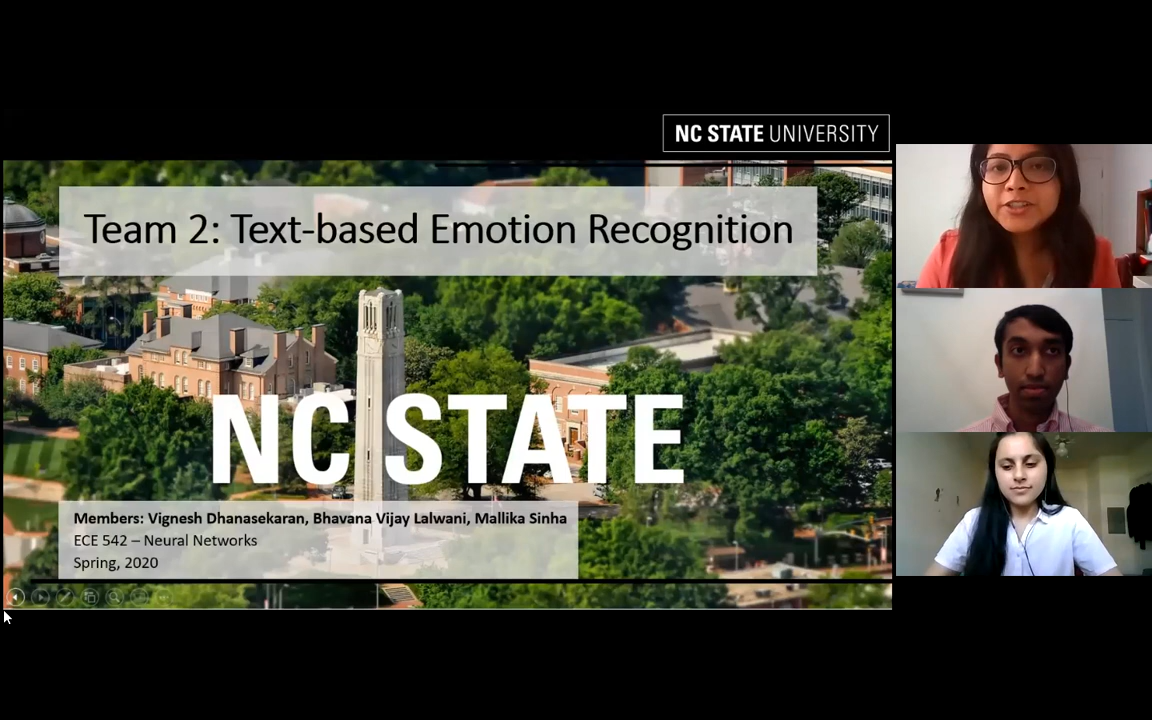 NC STATE UNIVERSITY
Team 2: Text-based Emotion Recognition
NC STATE
Members: Vignesh Dhanasekaran, Bhavana Vijay Lalwani, Mallika Sinha
ECE 542 – Neural Networks
Spring, 2020